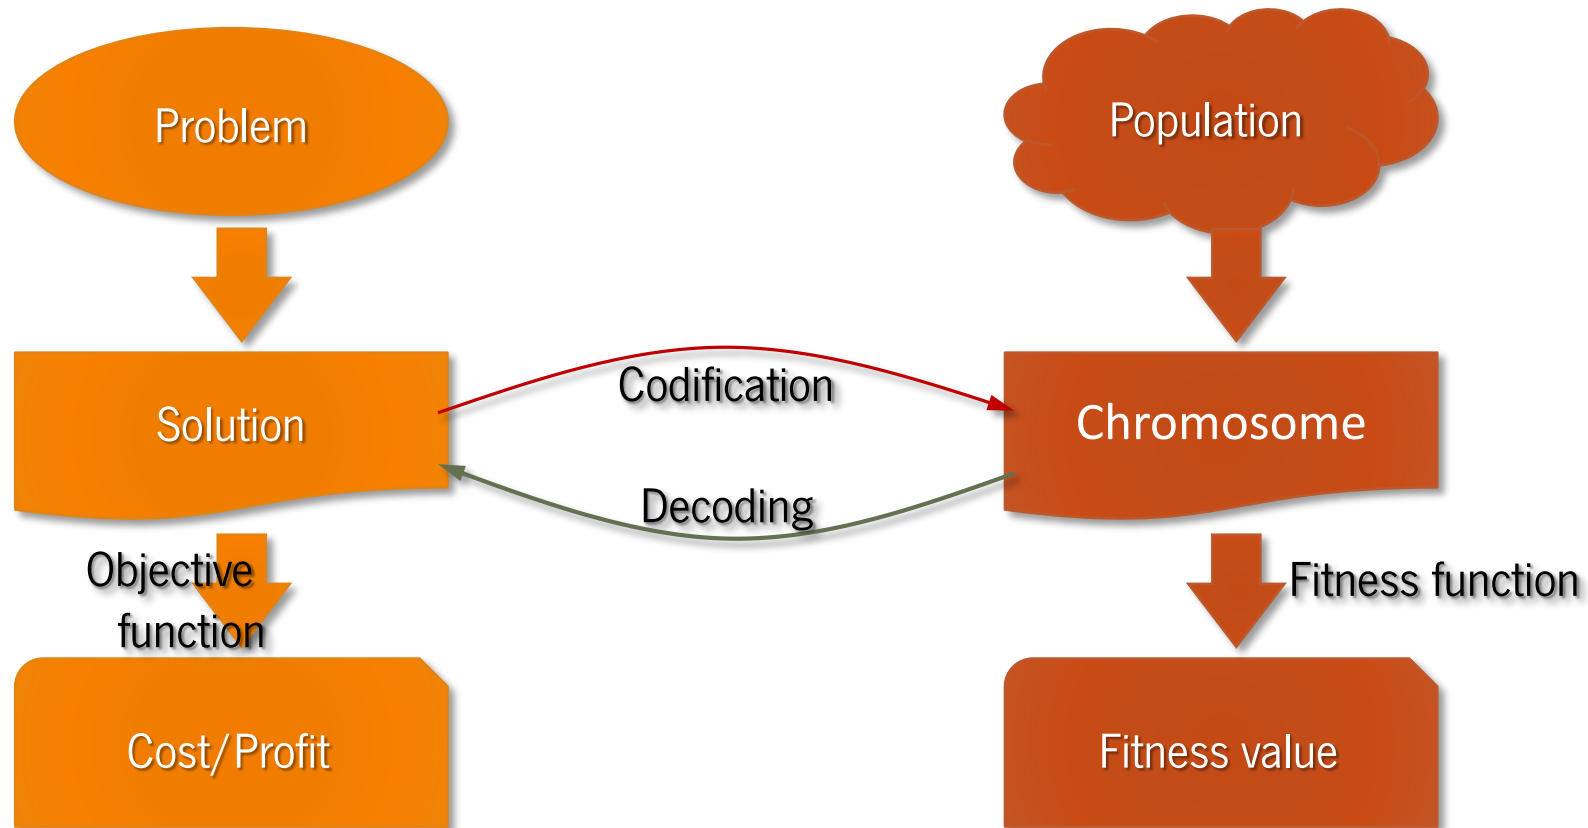 Problem
Population
Solution
Codification
Chromosome
Decoding
Objective
function
Fitness function
Cost/Profit
Fitness value